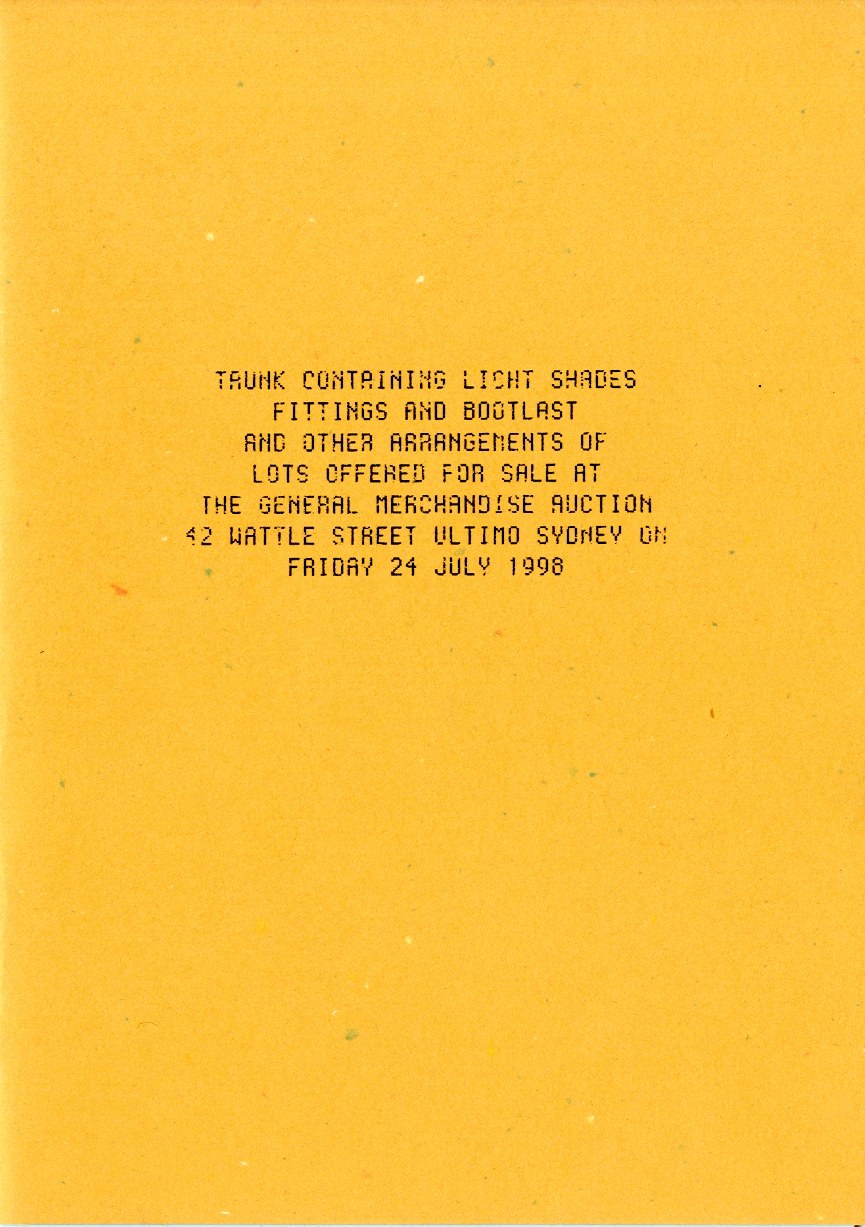 TRUNK CONTAINING LIGHT SHADES
FITTINGS AND BOOTLAST
AND OTHER ARRANGEMENTS OF
LOTS OFFERED FOR SALE AT
THE GENERAL MERCHANDISE AUCTION
42 WATTLE STREET ULTIMO SYDNEY ON
FRIDAY 24 JULY 1998